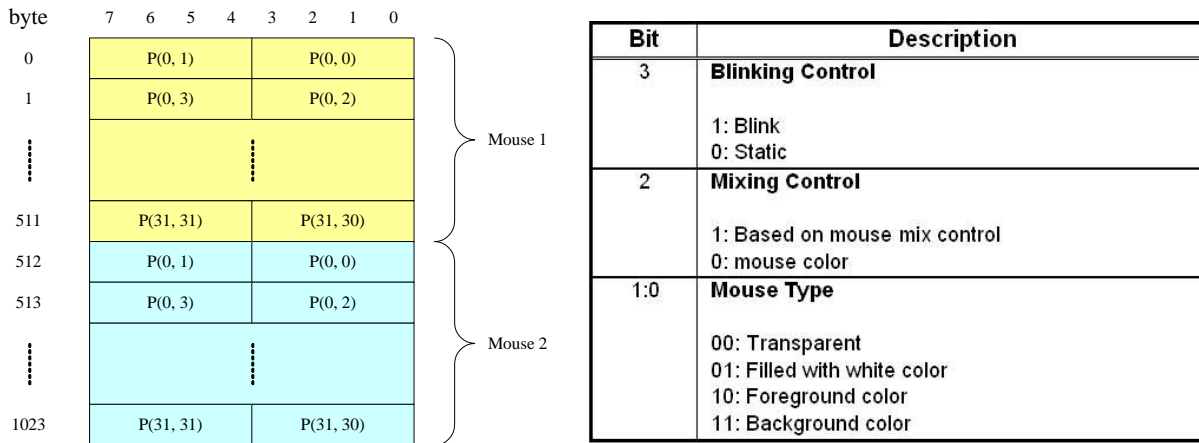 byte 7 6 5 4 3 2 1 0
0 P(0, 1) P(0, 0)
1 P(0, 3) P(0, 2)
Mouse 1
511 P(31, 31) P(31, 30)
512 P(0, 1) P(0, 0)
513 P(0, 3) P(0, 2)
Mouse 2
1023 P(31, 31) P(31, 30)
Bit Description
3 Blinking Control
1: Blink
0: Static
2 Mixing Control
1: Based on mouse mix control
0: mouse color
1:0 Mouse Type
00: Transparent
01: Filled with white color
10: Foreground color
11: Background color